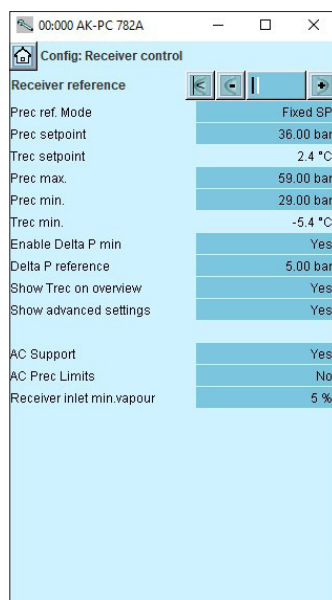 00:000 AK-PC 782A
Config: Receiver control
Receiver reference
Prec ref. Mode Fixed SP
Prec setpoint 36.00 bar
Trec setpoint 2.4 °C
Prec max. 59.00 bar
Prec min. 29.00 bar
Trec min. -5.4 °C
Enable Delta P min Yes
Delta P reference 5.00 bar
Show Trec on overview Yes
Show advanced settings Yes
AC Support Yes
AC Prec Limits No
Receiver inlet min.vapour 5 %